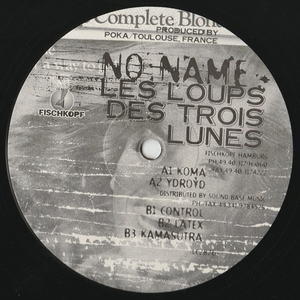 Complete Blond
PRODUCED BY
POKA/TOULOUSE, FRANCE
NO NAME.
LES LOUPS
DES TROIS
LUNES
FISCHKOPF
FISCHKOPF HAMBURG
A1 KOMA
A2 YDROYD
DISTRIBUTED BY SOUND BASE MUSIC
B1 CONTROL
B2 LATEX
B3 KAMASUTRA